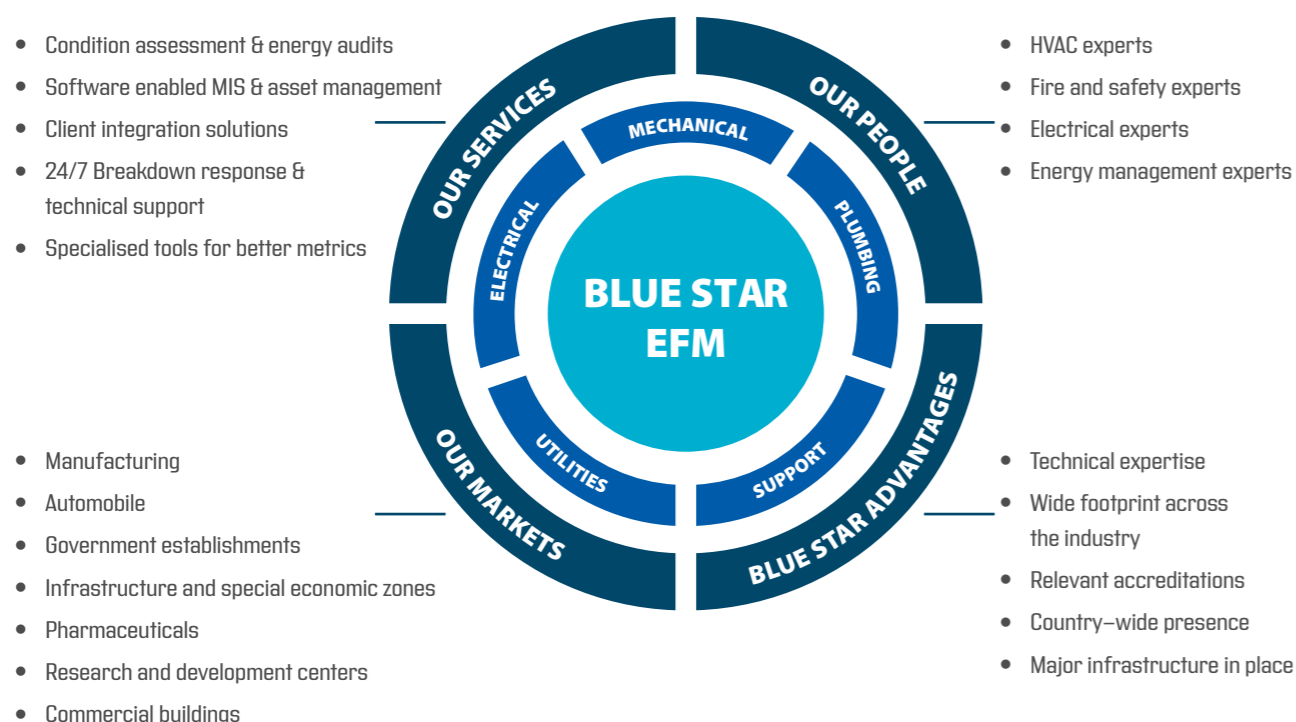 • Condition assessment & energy audits
• Software enabled MIS & asset management
• Client integration solutions
• 24/7 Breakdown response &
technical support
• Specialised tools for better metrics
OUR SERVICES
OUR PEOPLE
• HVAC experts
• Fire and safety experts
• Electrical experts
• Energy management experts
MECHANICAL
ELECTRICAL
PLUMBING
BLUE STAR
EFM
UTILITIES
SUPPORT
OUR MARKETS
BLUE STAR ADVANTAGES
• Manufacturing
• Automobile
• Government establishments
• Infrastructure and special economic zones
• Pharmaceuticals
• Research and development centers
• Commercial buildings
• Technical expertise
• Wide footprint across
the industry
• Relevant accreditations
• Country–wide presence
• Major infrastructure in place